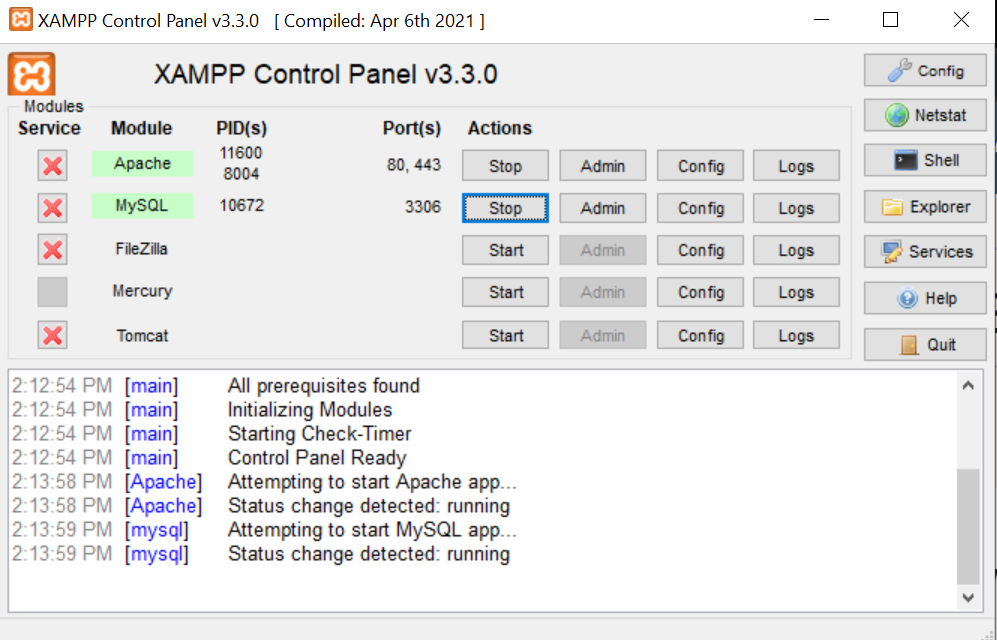 XAMPP Control Panel v3.3.0 [ Compiled: Apr 6th 2021 ]
XAMPP Control Panel v3.3.0
Config
Modules
Service Module PID(s) Port(s) Actions
Netstat
Apache 11600 8004 80, 443 Stop Admin Config Logs
Shell
MySQL 10672 3306 Stop Admin Config Logs
Explorer
FileZilla Start Admin Config Logs
Services
Mercury Start Admin Config Logs
Help
Tomcat Start Admin Config Logs
Quit
2:12:54 PM [main] All prerequisites found
2:12:54 PM [main] Initializing Modules
2:12:54 PM [main] Starting Check-Timer
2:12:54 PM [main] Control Panel Ready
2:13:58 PM [Apache] Attempting to start Apache app...
2:13:58 PM [Apache] Status change detected: running
2:13:59 PM [mysql] Attempting to start MySQL app...
2:13:59 PM [mysql] Status change detected: running